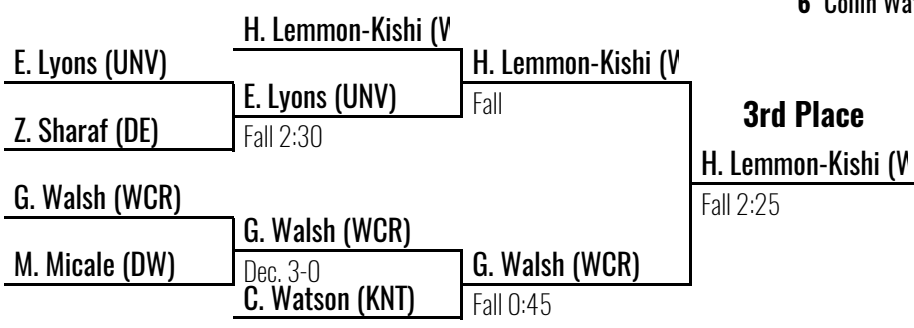 6 Collin Wat
H. Lemmon-Kishi (W
E. Lyons (UNV)
H. Lemmon-Kishi (W
E. Lyons (UNV)
Fall
3rd Place
Z. Sharaf (DE)
Fall 2:30
H. Lemmon-Kishi (W
G. Walsh (WCR)
Fall 2:25
G. Walsh (WCR)
M. Micale (DW)
Dec. 3-0
G. Walsh (WCR)
C. Watson (KNT)
Fall 0:45